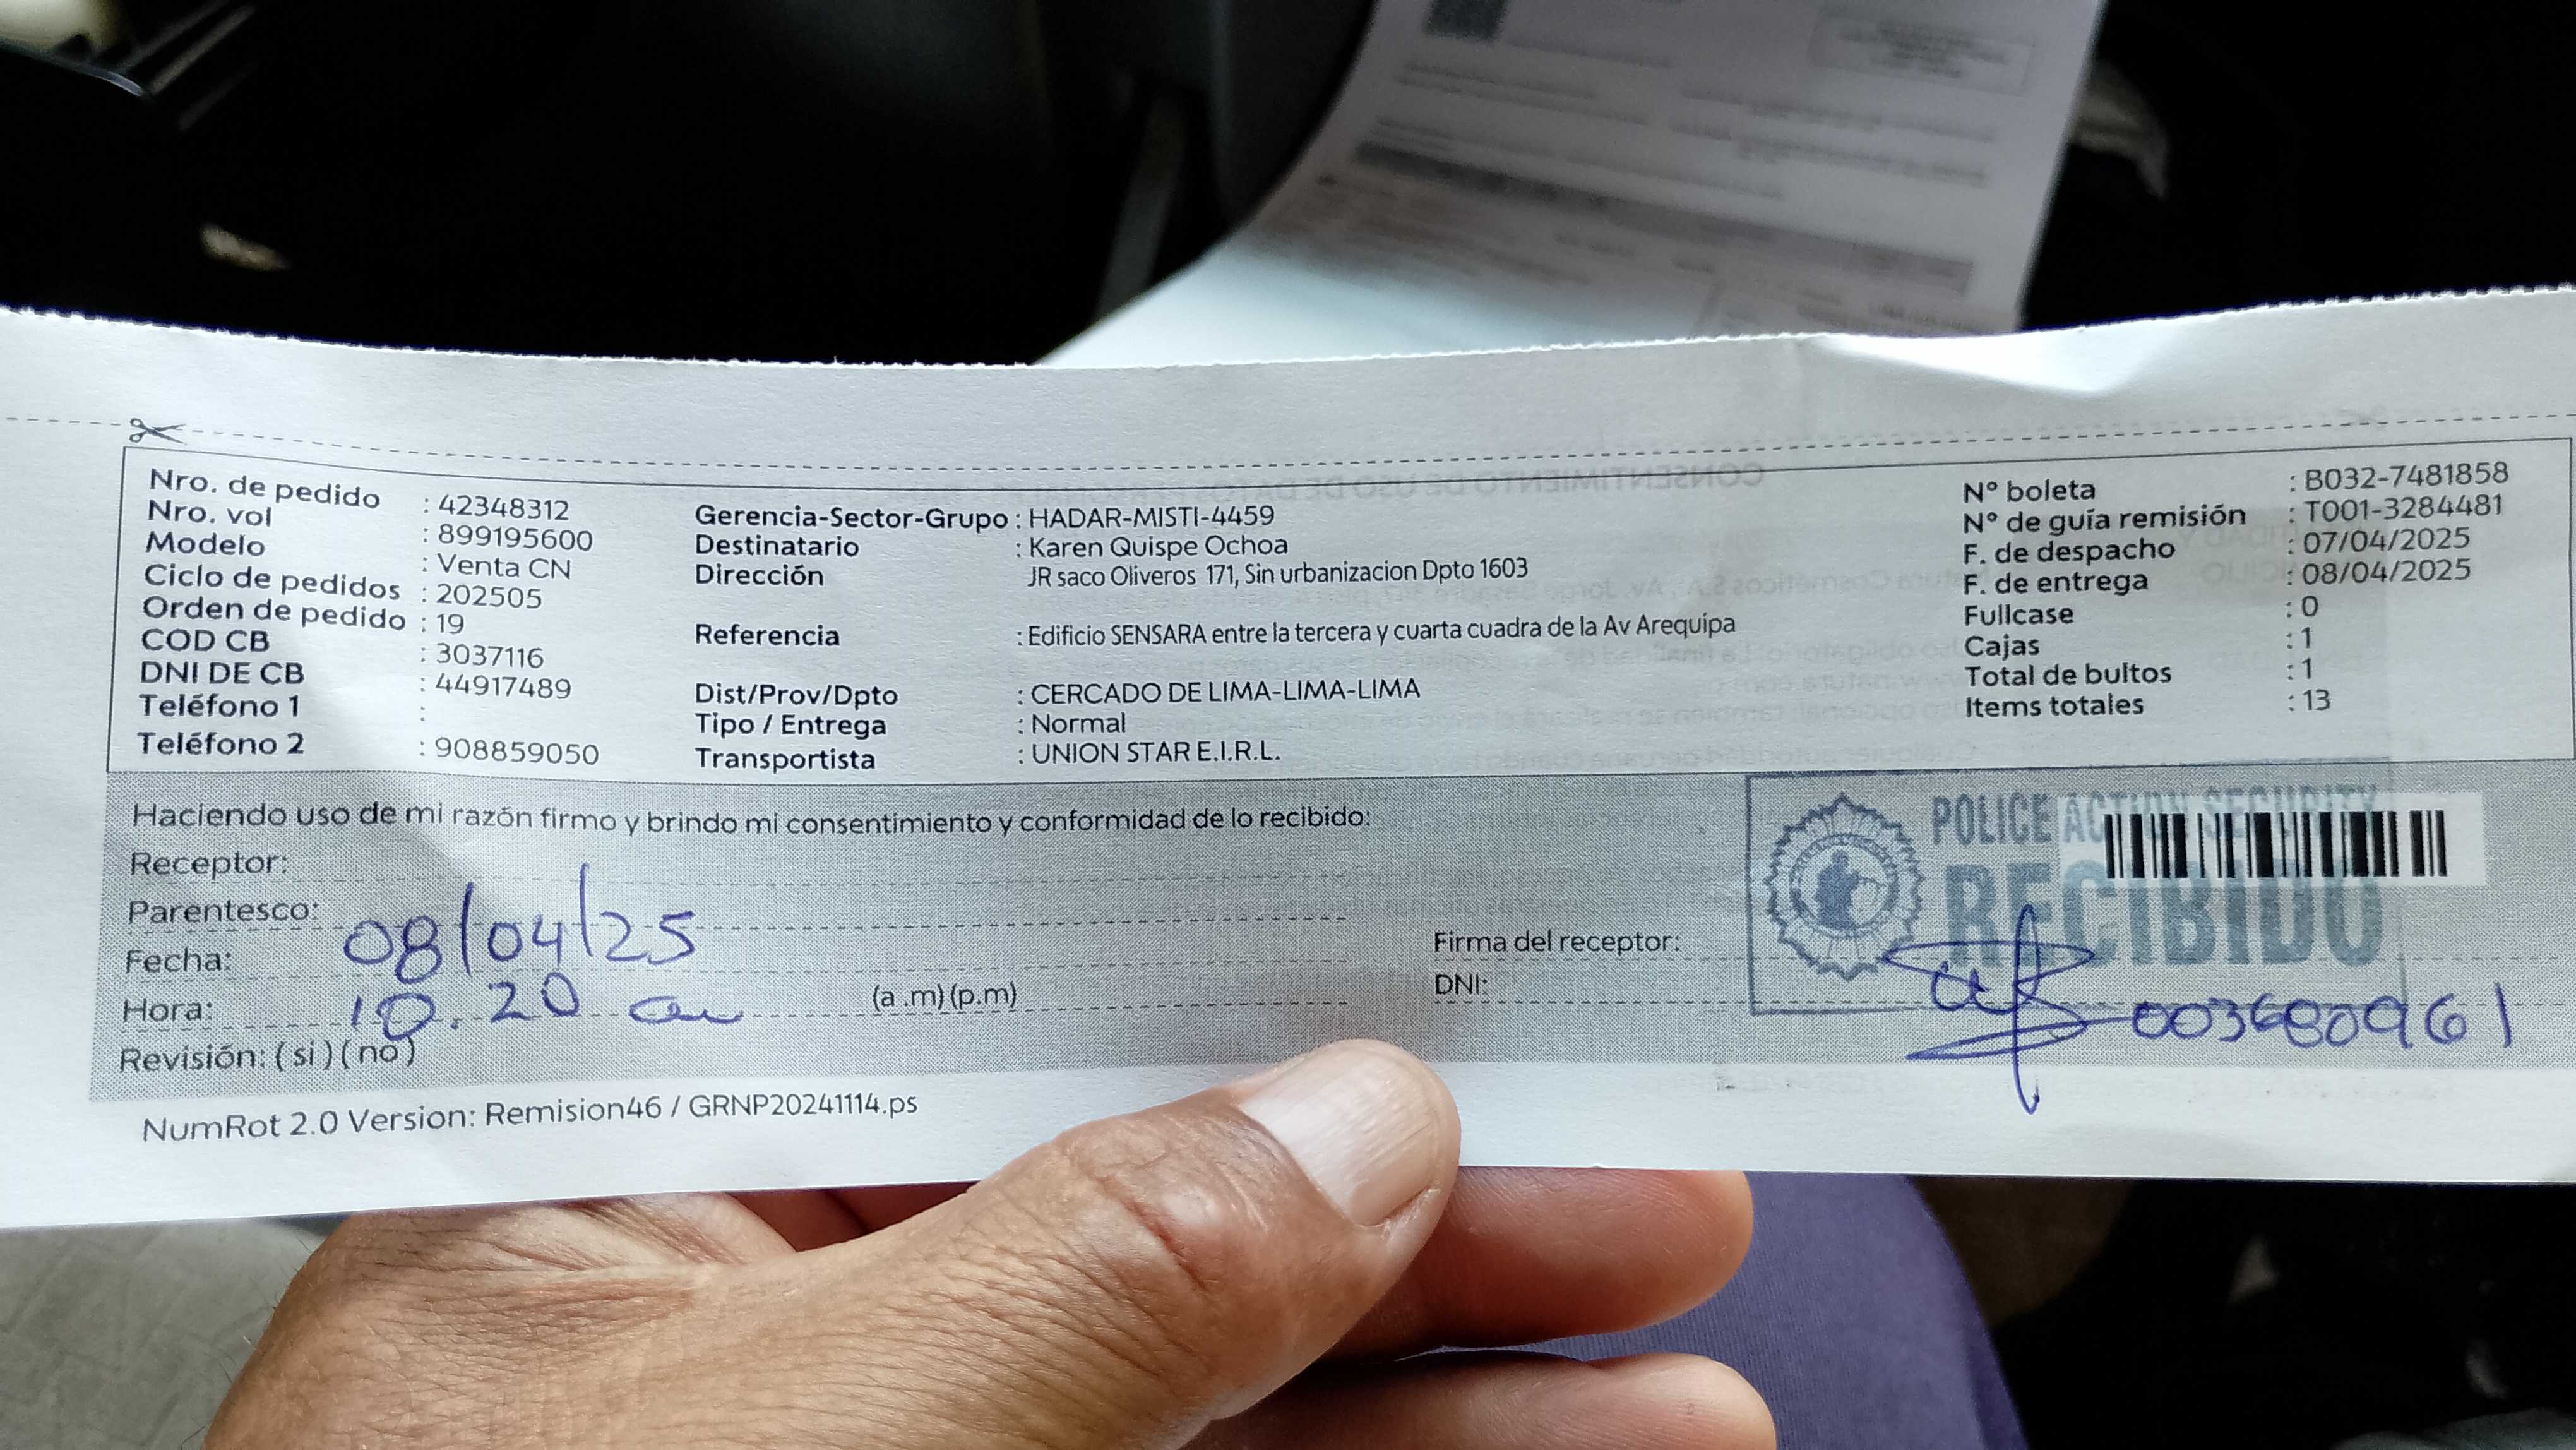 Nro. de pedido : 42348312
Nro. vol : 899195600
Modelo : Venta CN
Ciclo de pedidos : 202505
Orden de pedido : 19
COD CB : 3037116
DNI DE CB : 44917489
Teléfono 1 :
Teléfono 2 : 908859050
Gerencia-Sector-Grupo : HADAR-MISTI-4459
Destinatario : Karen Quispe Ochoa
Dirección JR saco Oliveros 171, Sin urbanizacion Dpto 1603
Referencia : Edificio SENSARA entre la tercera y cuarta cuadra de la Av Arequipa
Dist/Prov/Dpto : CERCADO DE LIMA-LIMA-LIMA
Tipo / Entrega : Normal
Transportista : UNION STAR E.I.R.L.
N° boleta : B032-7481858
N° de guía remisión : T001-3284481
F. de despacho : 07/04/2025
F. de entrega : 08/04/2025
Fullcase : 0
Cajas : 1
Total de bultos : 1
Items totales : 13
Haciendo uso de mi razón firmo y brindo mi consentimiento y conformidad de lo recibido:
Receptor:
Parentesco:
Fecha: 08/04/25
Hora: 10.20 am (a .m) (p.m)
Revisión: ( si ) ( no )
Firma del receptor:
DNI: 003680961
POLICE ACTION SECURITY
RECIBIDO
NumRot 2.0 Version: Remision46 / GRNP20241114.ps